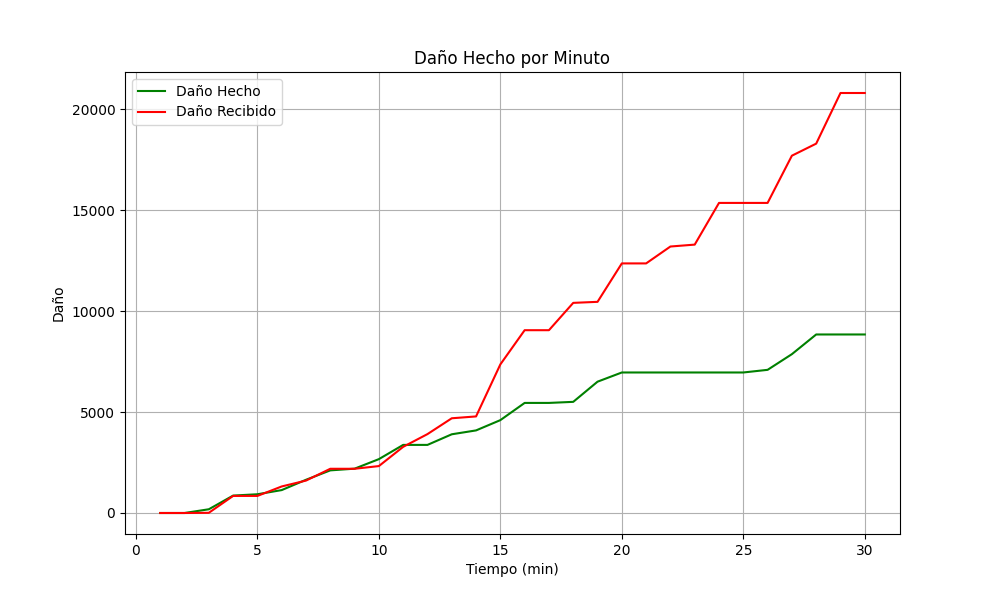 Daño Hecho por Minuto
Daño Hecho
Daño Recibido
20000
15000
10000
5000
0
Daño
0 5 10 15 20 25 30
Tiempo (min)